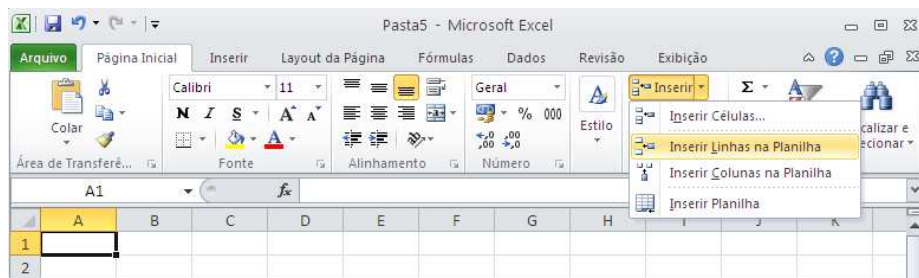 Pasta5 - Microsoft Excel
Arquivo Página Inicial Inserir Layout da Página Fórmulas Dados Revisão Exibição
Colar
Área de Transferê...
Calibri 11
N I S A A
A
Fonte
Alinhamento
Geral
% 000
,00 ,00
Número
Estilo
Inserir
Σ
Inserir Células...
Inserir Linhas na Planilha
Inserir Colunas na Planilha
Inserir Planilha
A1 fx
A B C D E F G H
1
2